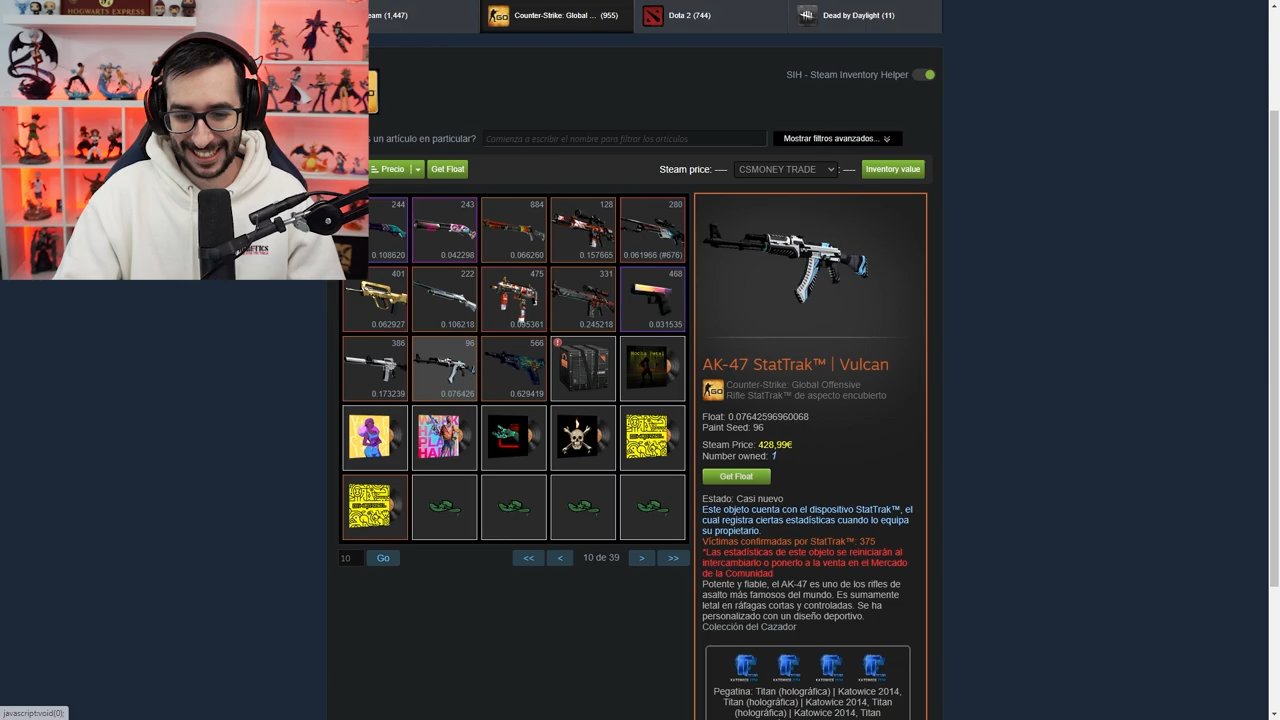 HOGWARTS EXPRESS
eam (1,447)
Counter-Strike: Global ... (955)
Dota 2 (744)
Dead by Daylight (11)
GO
SIH - Steam Inventory Helper
s un artículo en particular?
Comienza a escribir el nombre para filtrar los artículos
Mostrar filtros avanzados...
Precio
Get Float
Steam price: ----
CSMONEY TRADE
: ----
Inventory value
244
243
884
128
280
0.108620
0.042298
0.066260
0.157665
0.061966 (#676)
401
222
475
331
468
0.062927
0.106218
0.095361
0.245218
0.031535
386
96
566
0.173239
0.076426
0.629419
10
Go
<<
<
10 de 39
>
>>
AK-47 StatTrak™ | Vulcan
Counter-Strike: Global Offensive
Rifle StatTrak™ de aspecto encubierto
Float: 0.07642596960068
Paint Seed: 96
Steam Price: 428,99€
Number owned: 1
Get Float
Estado: Casi nuevo
Este objeto cuenta con el dispositivo StatTrak™, el
cual registra ciertas estadísticas cuando lo equipa
su propietario.
Víctimas confirmadas por StatTrak™: 375
*Las estadísticas de este objeto se reiniciarán al
intercambiarlo o ponerlo a la venta en el Mercado
de la Comunidad
Potente y fiable, el AK-47 es uno de los rifles de
asalto más famosos del mundo. Es sumamente
letal en ráfagas cortas y controladas. Se ha
personalizado con un diseño deportivo.
Colección del Cazador
Pegatina: Titan (holográfica) | Katowice 2014,
Titan (holográfica) | Katowice 2014, Titan
(holográfica) | Katowice 2014, Titan
javascript:void(0);